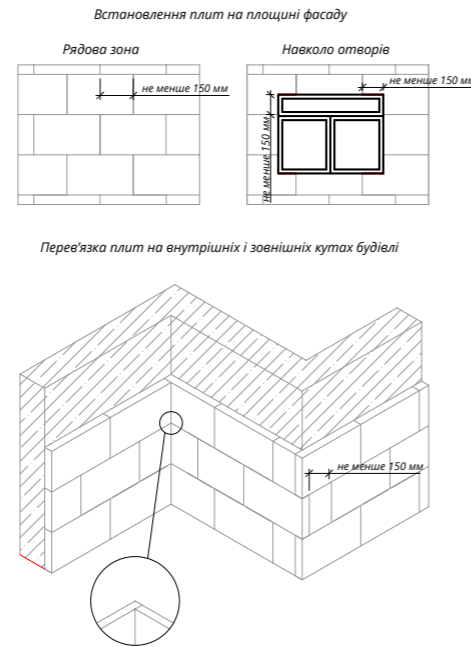 Встановлення плит на площині фасаду
Рядова зона
Навколо отворів
не менше 150 мм
не менше 150 мм
не менше 150 мм
Перев'язка плит на внутрішніх і зовнішніх кутах будівлі
не менше 150 мм